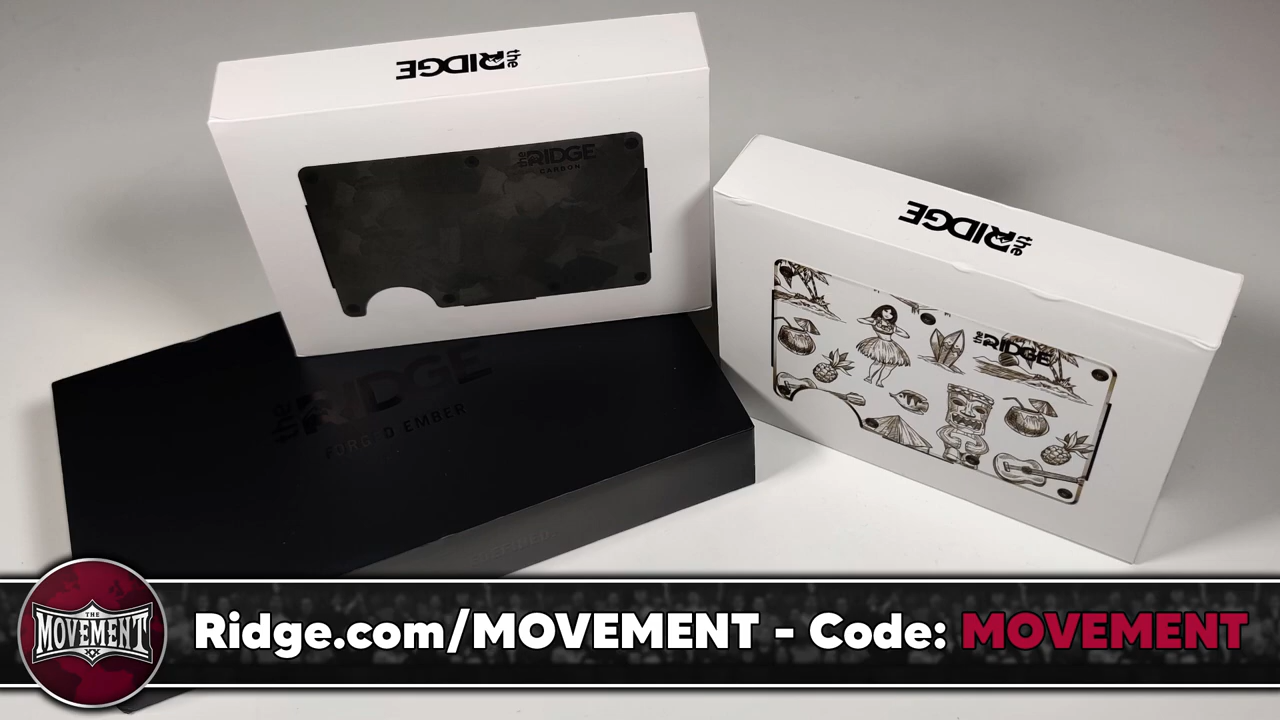 the RIDGE
the RIDGE
CARBON
the RIDGE
the RIDGE
the RIDGE
FORGED EMBER
THE
MOVEMENT
XX
Ridge.com/MOVEMENT - Code: MOVEMENT